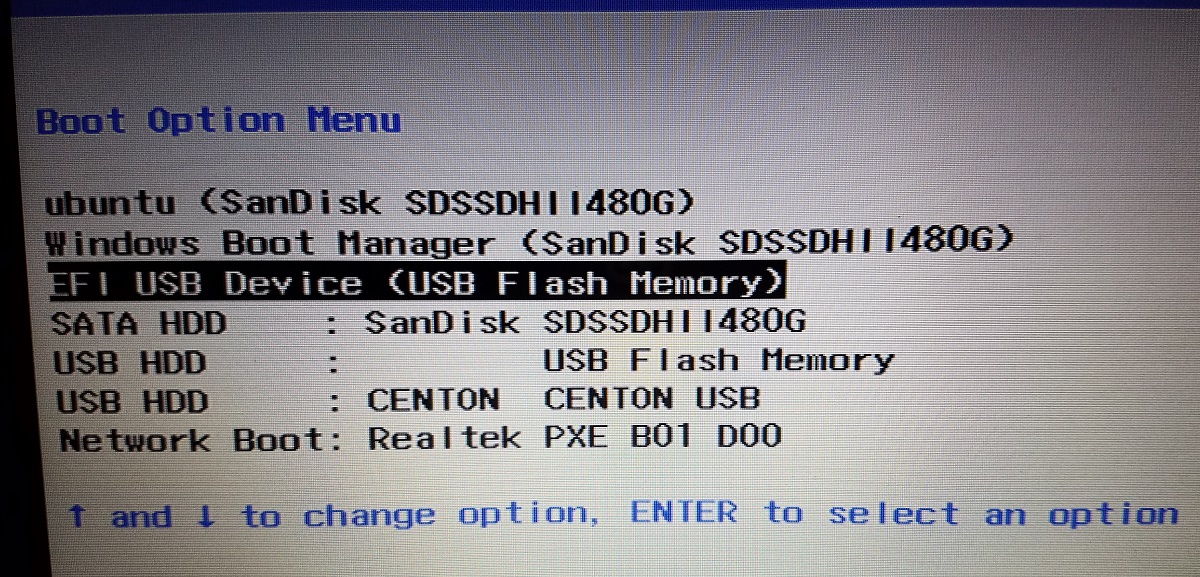 Boot Option Menu
ubuntu (SanDisk SDSSDHII480G)
Windows Boot Manager (SanDisk SDSSDHII480G)
EFI USB Device (USB Flash Memory)
SATA HDD : SanDisk SDSSDHII480G
USB HDD : USB Flash Memory
USB HDD : CENTON CENTON USB
Network Boot: Realtek PXE B01 D00
↑ and ↓ to change option, ENTER to select an option